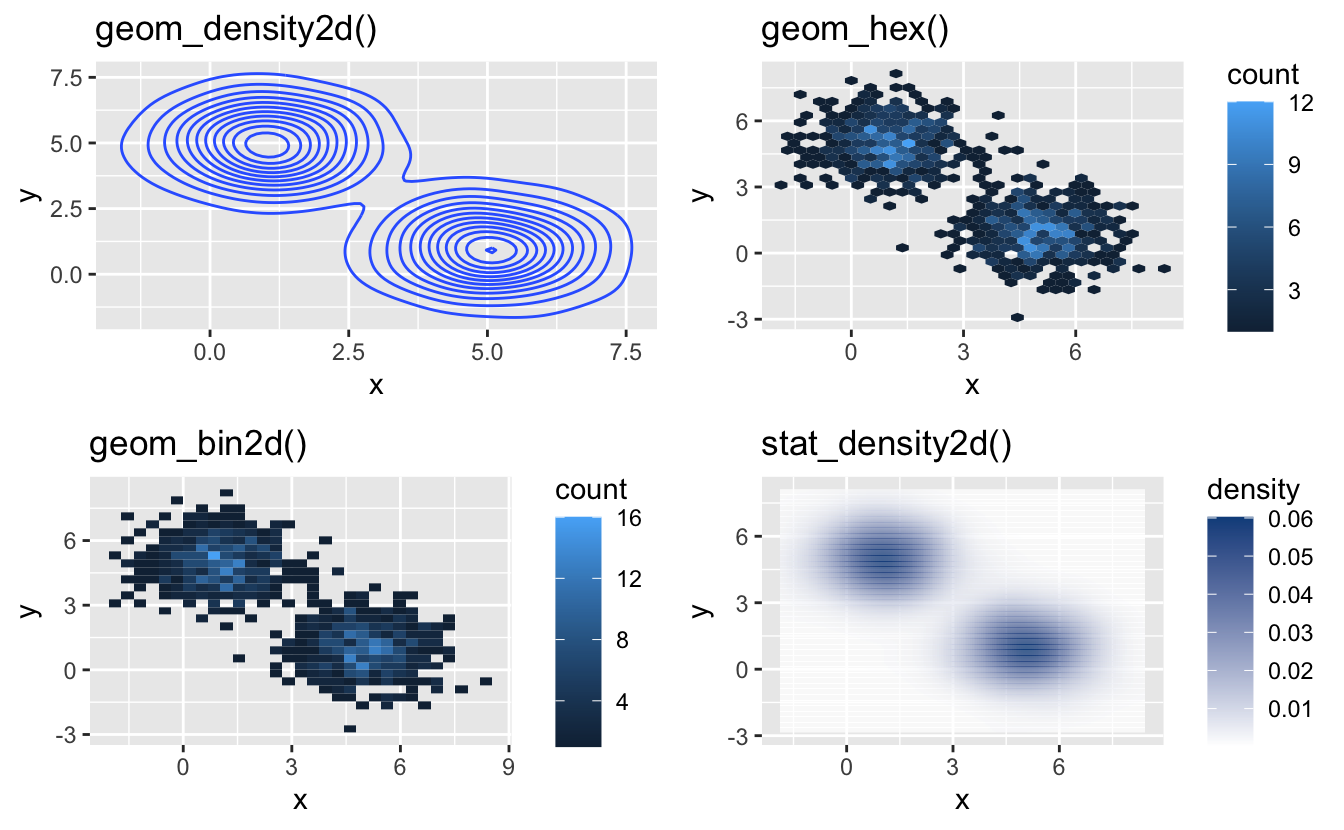 geom_density2d()
7.5
5.0
2.5
0.0
y
0.0 2.5 5.0 7.5
x
geom_hex()
6
3
0
-3
y
0 3 6
x
count
12
9
6
3
geom_bin2d()
6
3
0
-3
y
0 3 6 9
x
count
16
12
8
4
stat_density2d()
6
3
0
-3
y
0 3 6
x
density
0.06
0.05
0.04
0.03
0.02
0.01